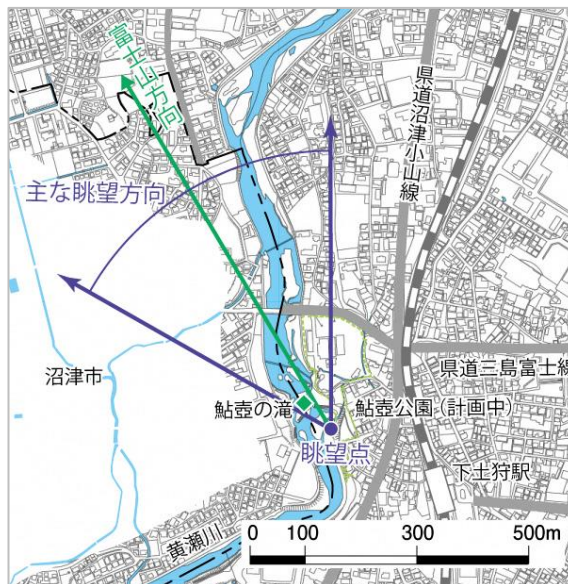 富士山方向
県道沼津小山線
主な眺望方向
沼津市
県道三島富士線
鮎壺の滝
鮎壺公園(計画中)
眺望点
下土狩駅
黄瀬川
0 100 300 500m